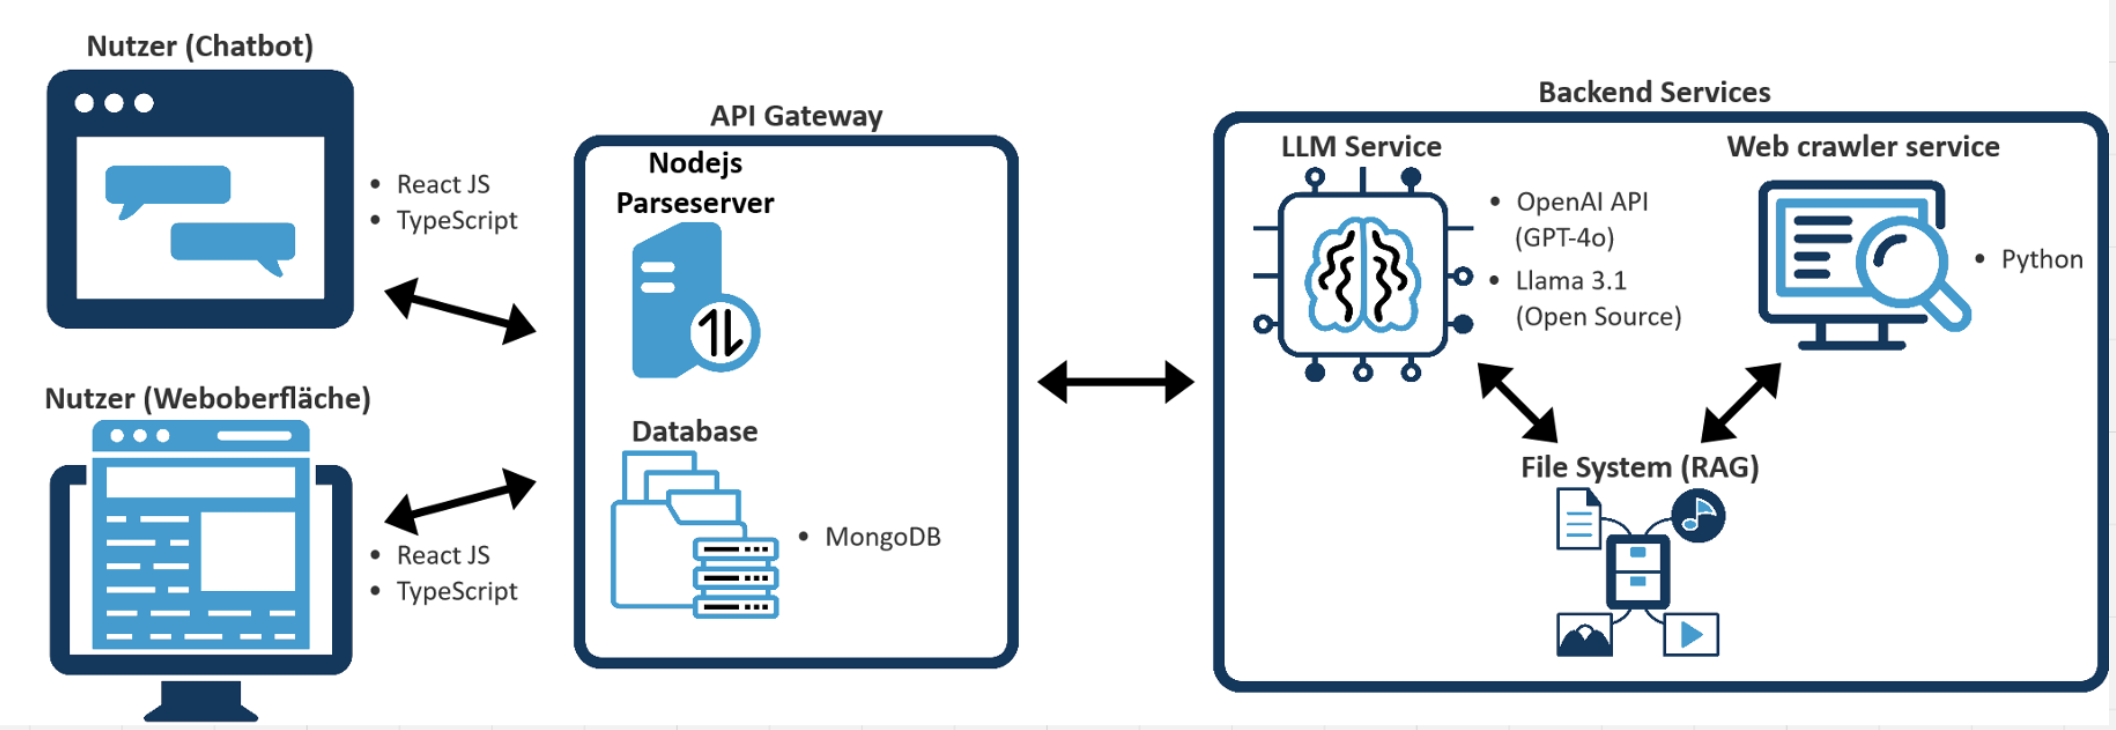 Nutzer (Chatbot)
• React JS
• TypeScript
Nutzer (Weboberfläche)
• React JS
• TypeScript
API Gateway
Nodejs
Parseserver
Database
• MongoDB
Backend Services
LLM Service
• OpenAI API
(GPT-4o)
• Llama 3.1
(Open Source)
Web crawler service
• Python
File System (RAG)